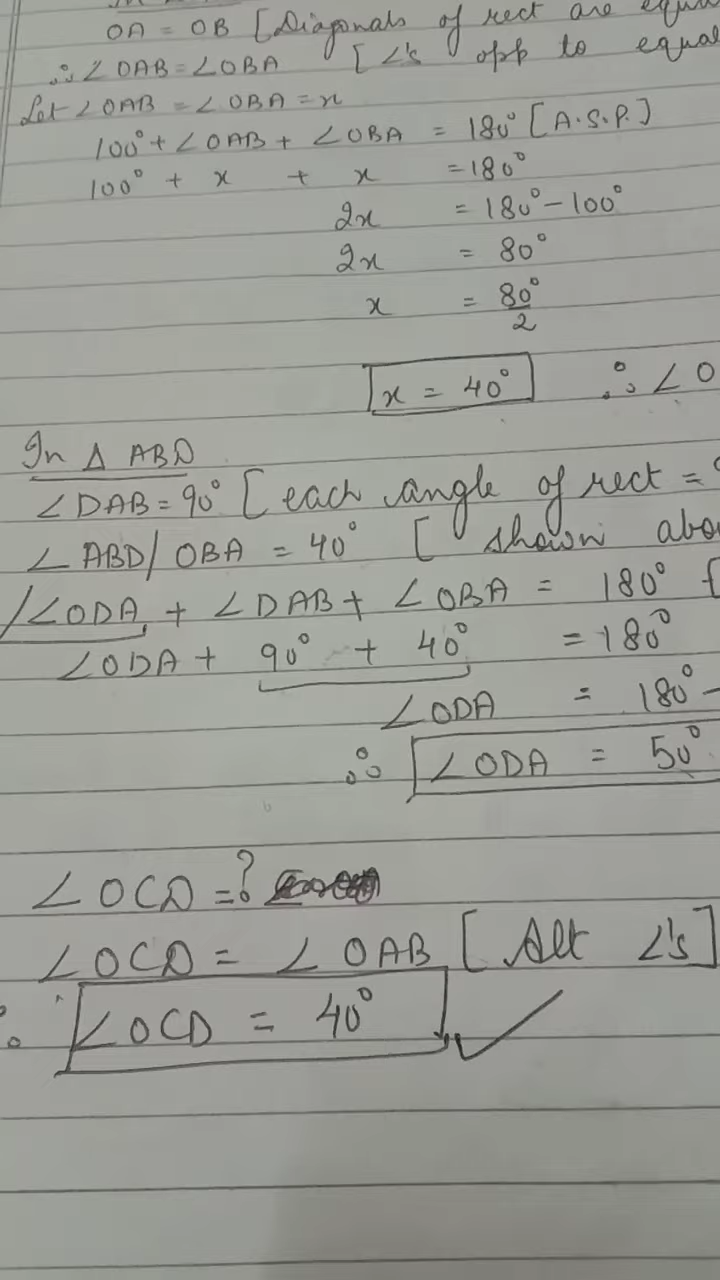 OA = OB [Diagonals of rect are
∴ ∠OAB = ∠OBA [∠'s opp to equal
Let ∠OAB = ∠OBA = x
100° + ∠OAB + ∠OBA = 180° [A.S.P.]
100° + x + x = 180°
2x = 180° - 100°
2x = 80°
x = 80°/2
x = 40° ∴ ∠O
In Δ ABD
∠DAB = 90° [each angle of rect =
∠ABD/OBA = 40° [shown
/∠ODA + ∠DAB + ∠OBA = 180° [
∠ODA + 90° + 40° = 180°
∠ODA = 180° -
∴ ∠ODA = 50°
∠OCD = ?
∠OCD = ∠OAB [Alt ∠'s]
∴ ∠OCD = 40°